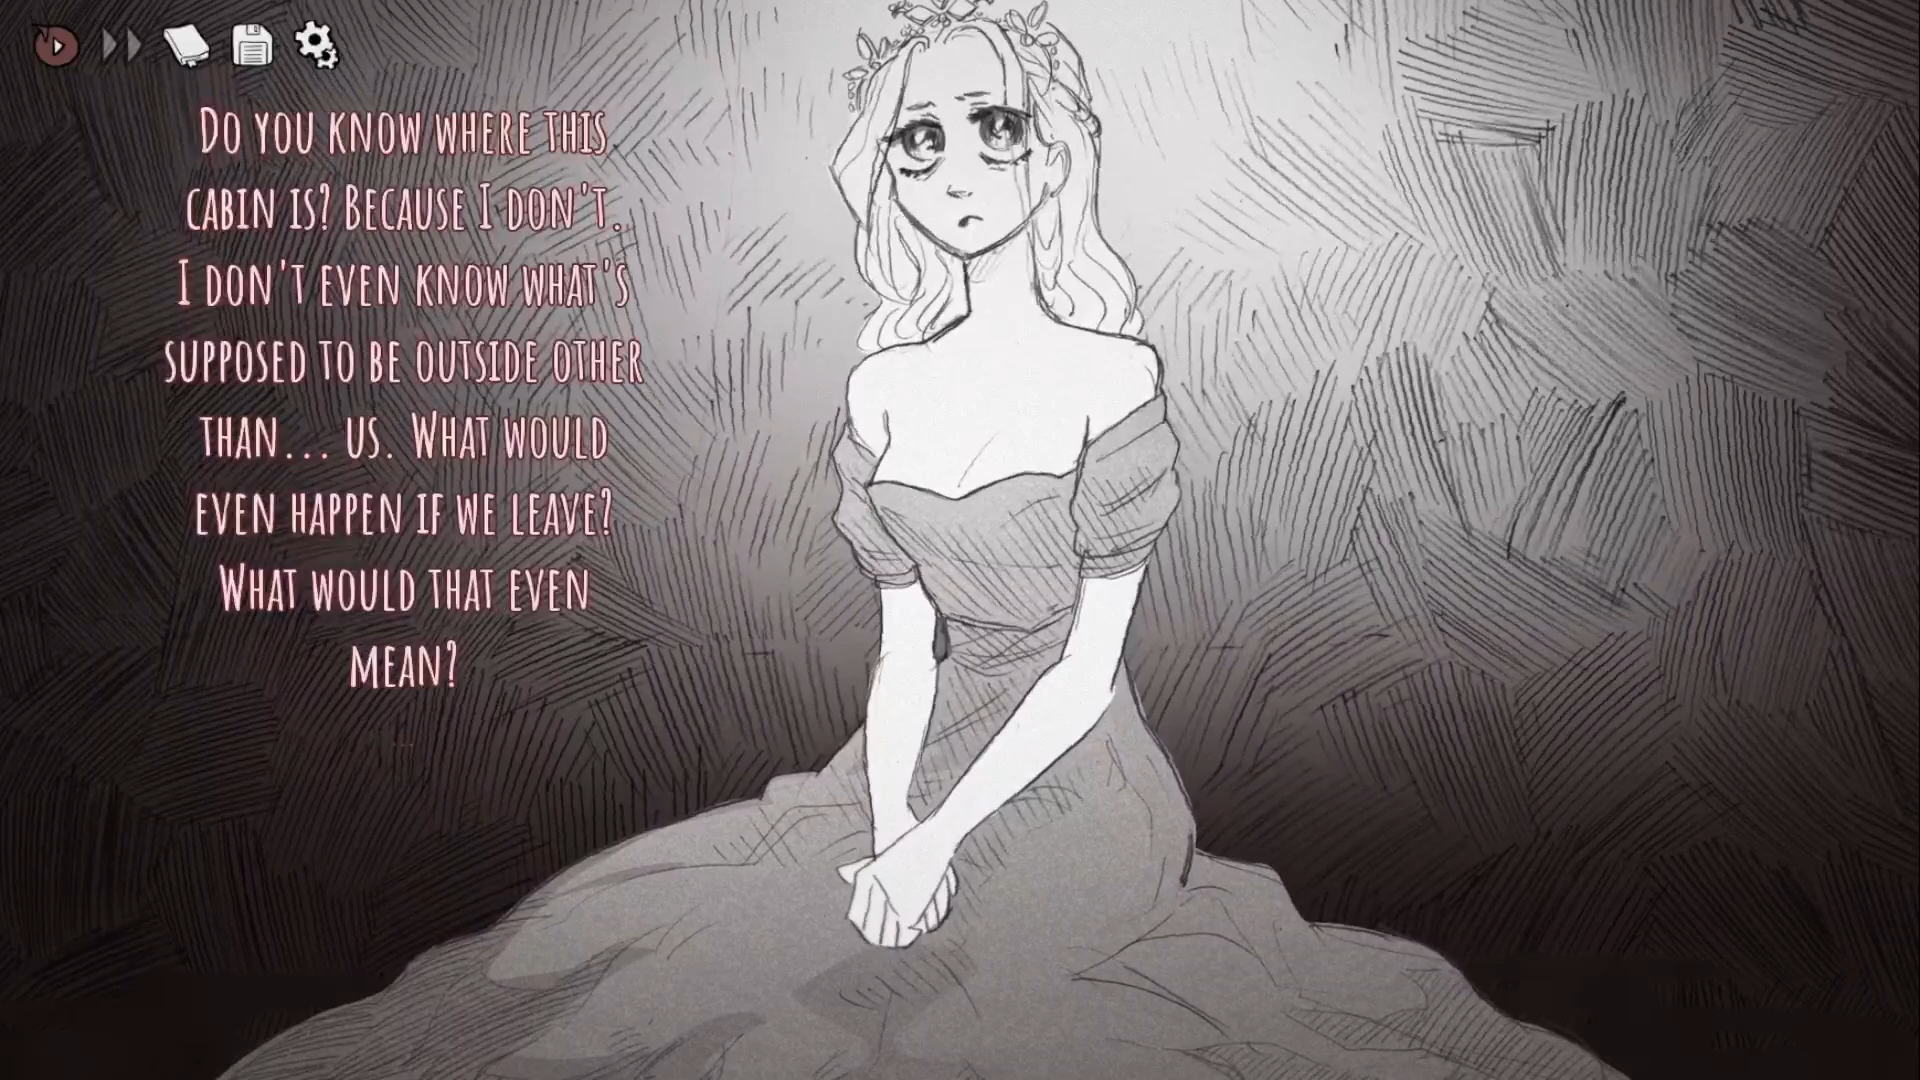 Do you know where this
cabin is? Because I don't.
I don't even know what's
supposed to be outside other
than... us. What would
even happen if we leave?
What would that even
mean?
...